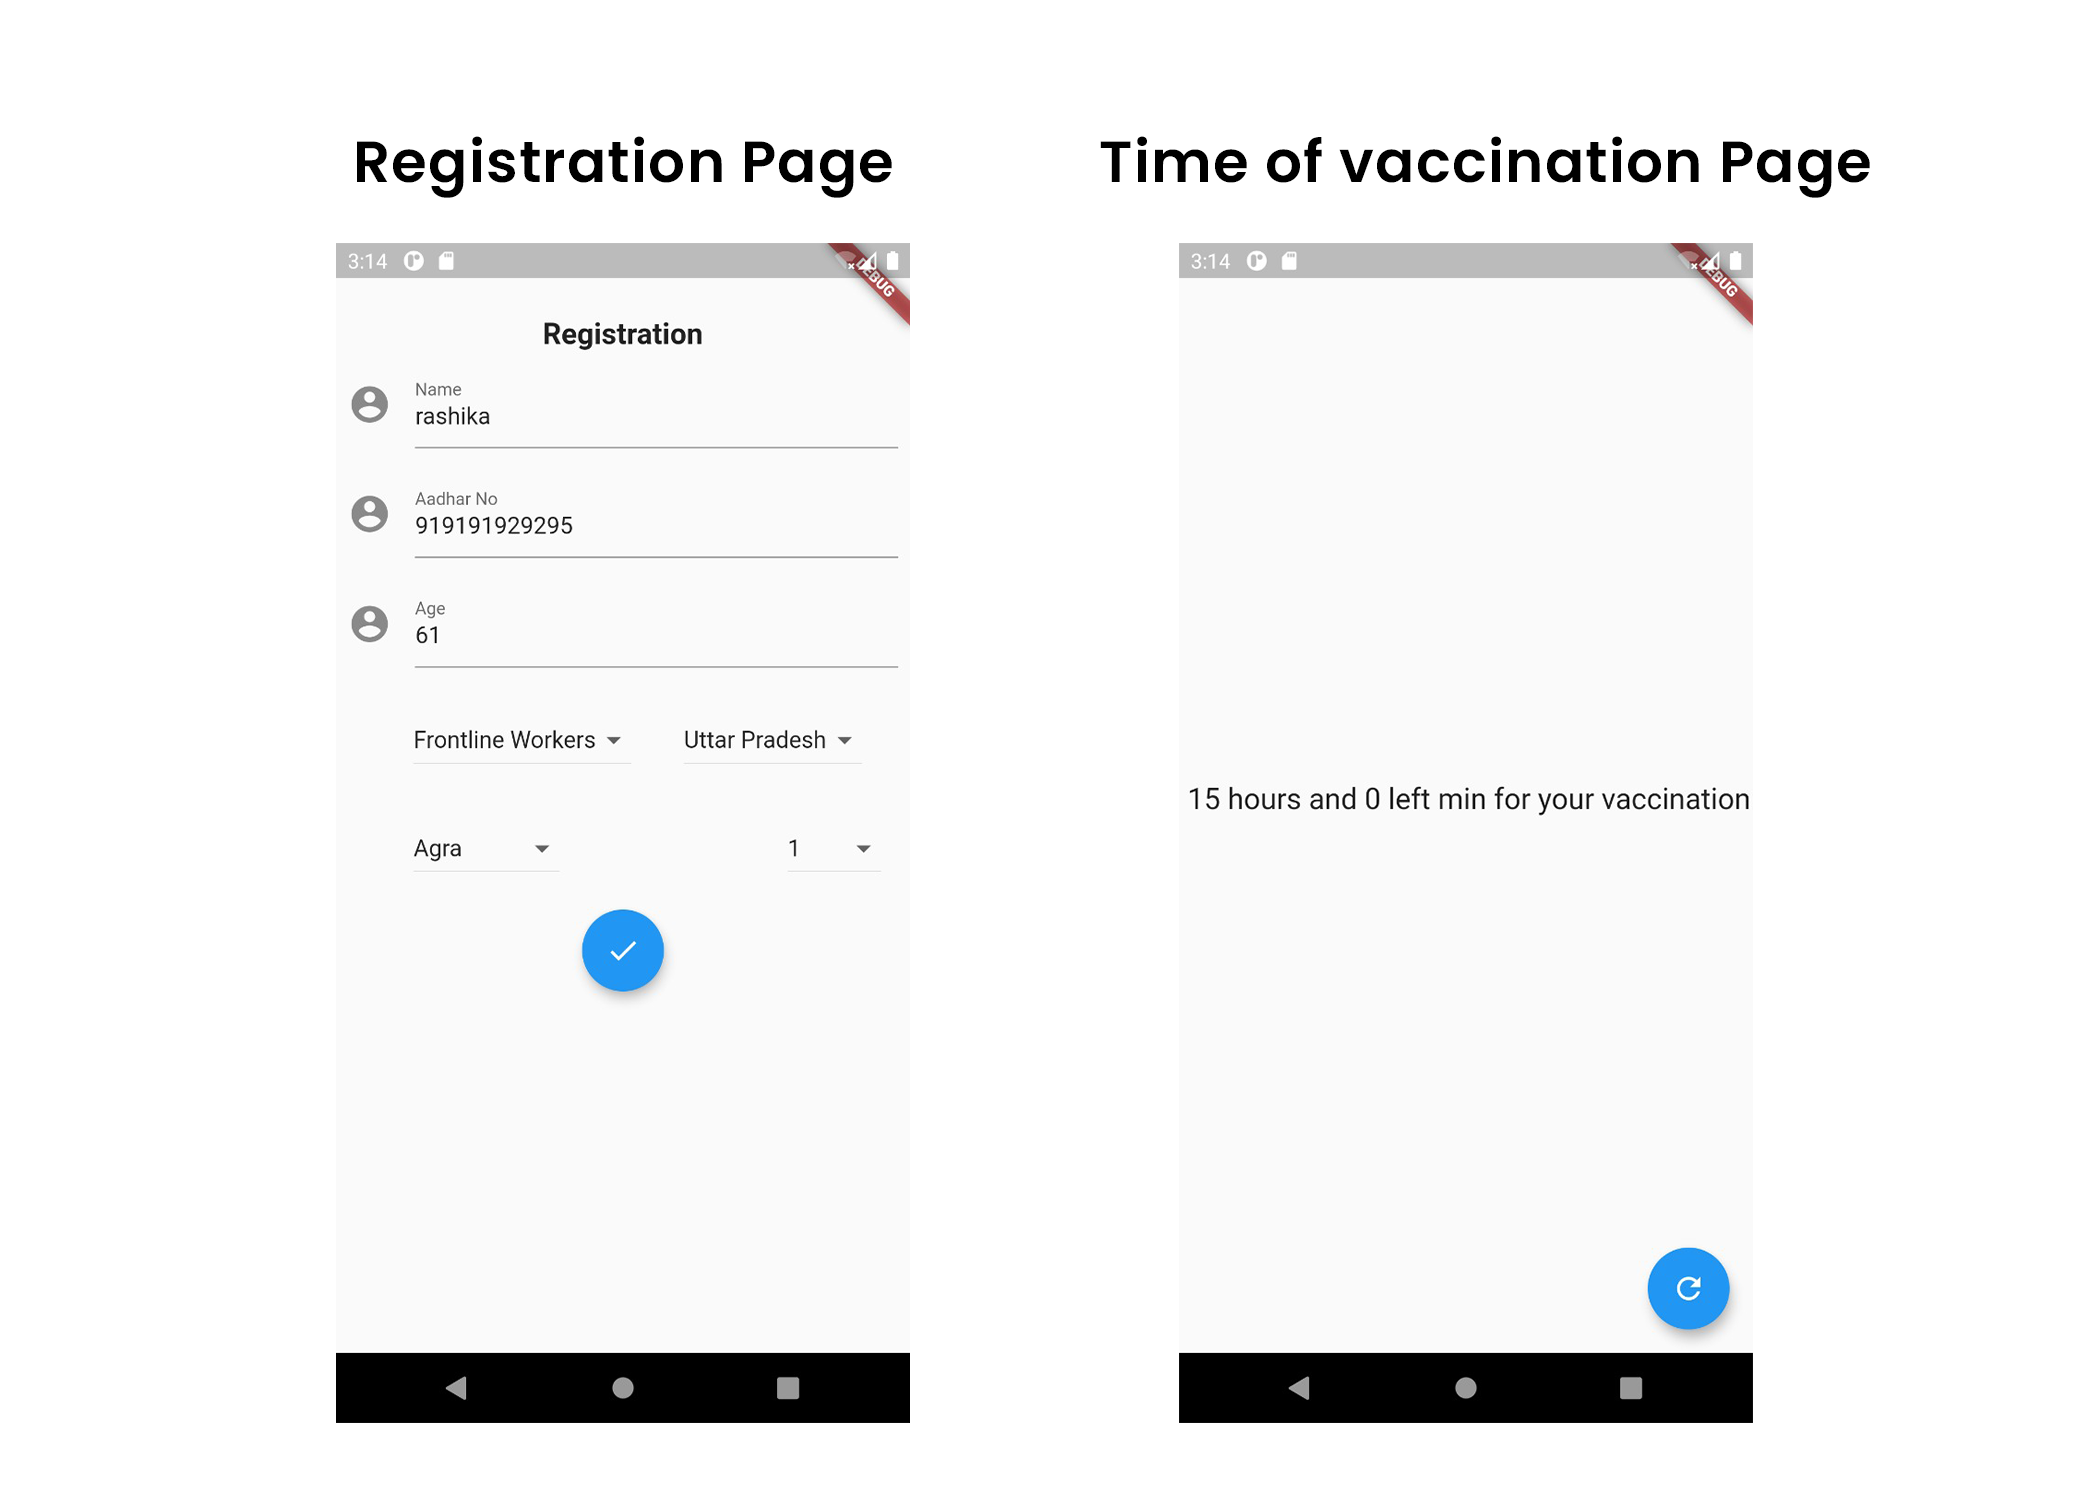 Registration Page
3:14
DEBUG
Registration
Name
rashika
Aadhar No
919191929295
Age
61
Frontline Workers
Uttar Pradesh
Agra
1
Time of vaccination Page
3:14
DEBUG
15 hours and 0 left min for your vaccination